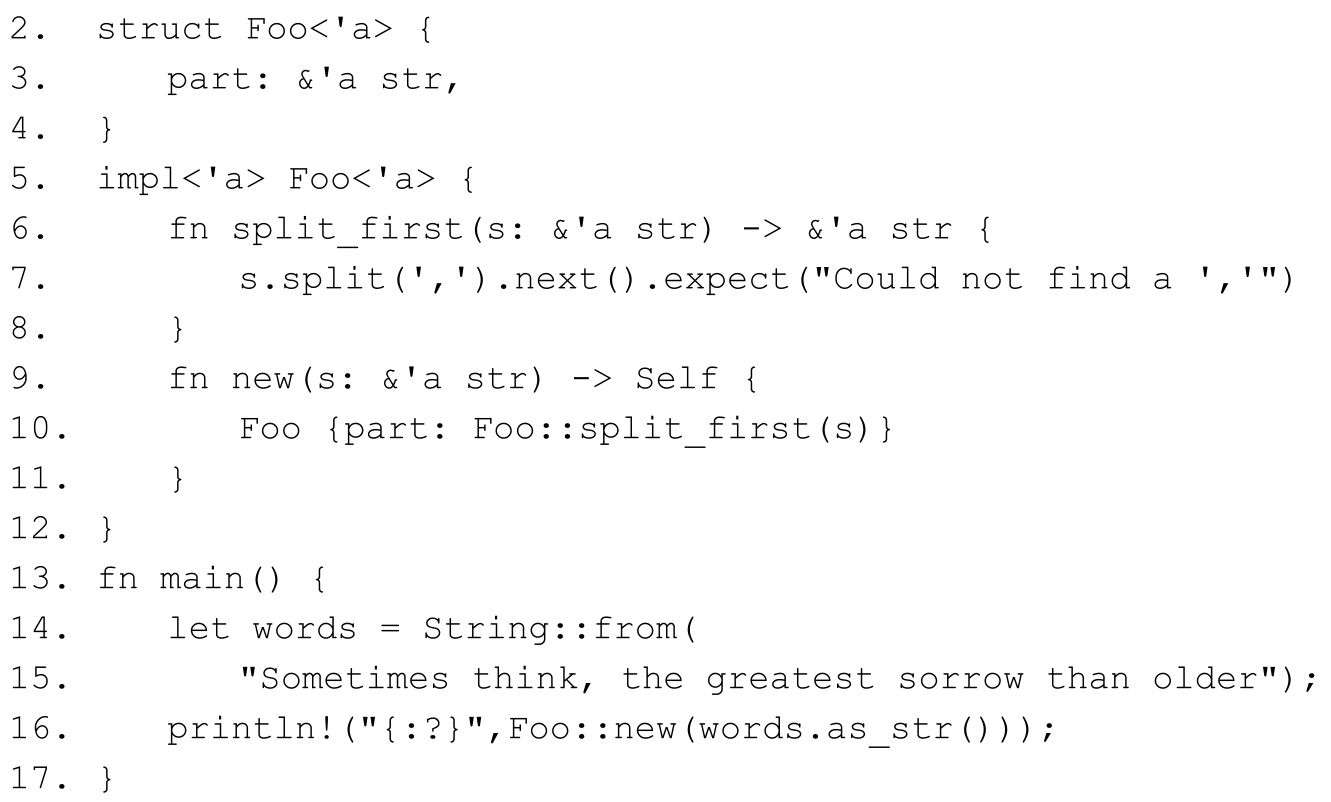 2. struct Foo<'a> {
3. part: &'a str,
4. }
5. impl<'a> Foo<'a> {
6. fn split_first(s: &'a str) -> &'a str {
7. s.split(',').next().expect("Could not find a ','")
8. }
9. fn new(s: &'a str) -> Self {
10. Foo {part: Foo::split_first(s)}
11. }
12. }
13. fn main() {
14. let words = String::from(
15. "Sometimes think, the greatest sorrow than older");
16. println!("{:?}",Foo::new(words.as_str()));
17. }